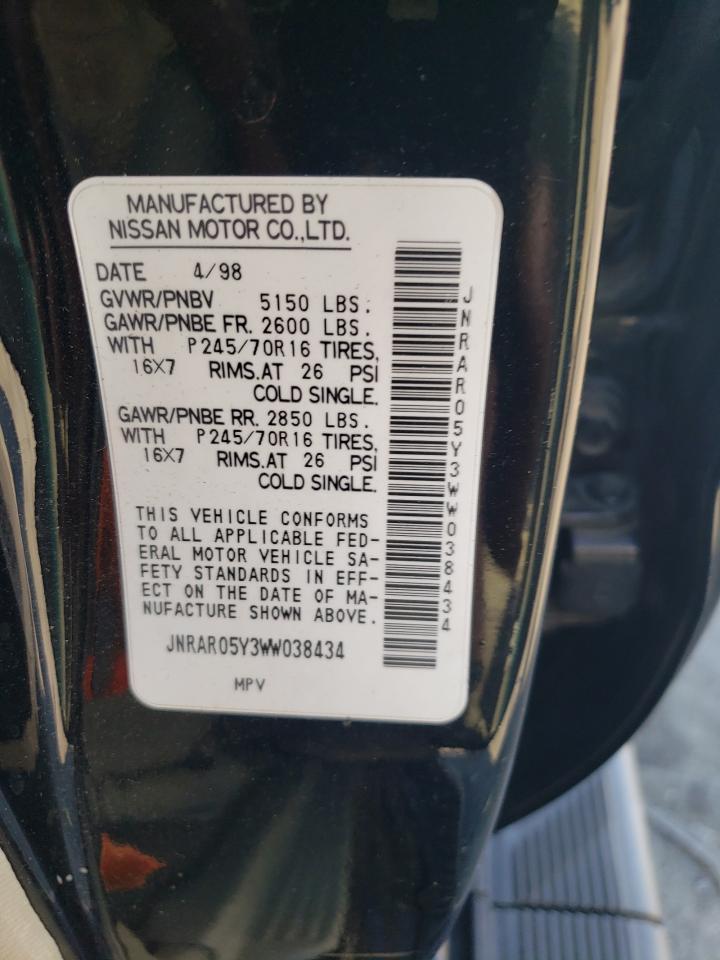 MANUFACTURED BY
NISSAN MOTOR CO.,LTD.
DATE 4/98
GVWR/PNBV 5150 LBS.
GAWR/PNBE FR. 2600 LBS.
WITH P245/70R16 TIRES,
16X7 RIMS.AT 26 PSI
COLD SINGLE.
GAWR/PNBE RR. 2850 LBS.
WITH P245/70R16 TIRES,
16X7 RIMS.AT 26 PSI
COLD SINGLE.
THIS VEHICLE CONFORMS
TO ALL APPLICABLE FED-
ERAL MOTOR VEHICLE SA-
FETY STANDARDS IN EFF-
ECT ON THE DATE OF MA-
NUFACTURE SHOWN ABOVE.
JNRAR05Y3WW038434
MPV
JNRAR05Y3WW038434